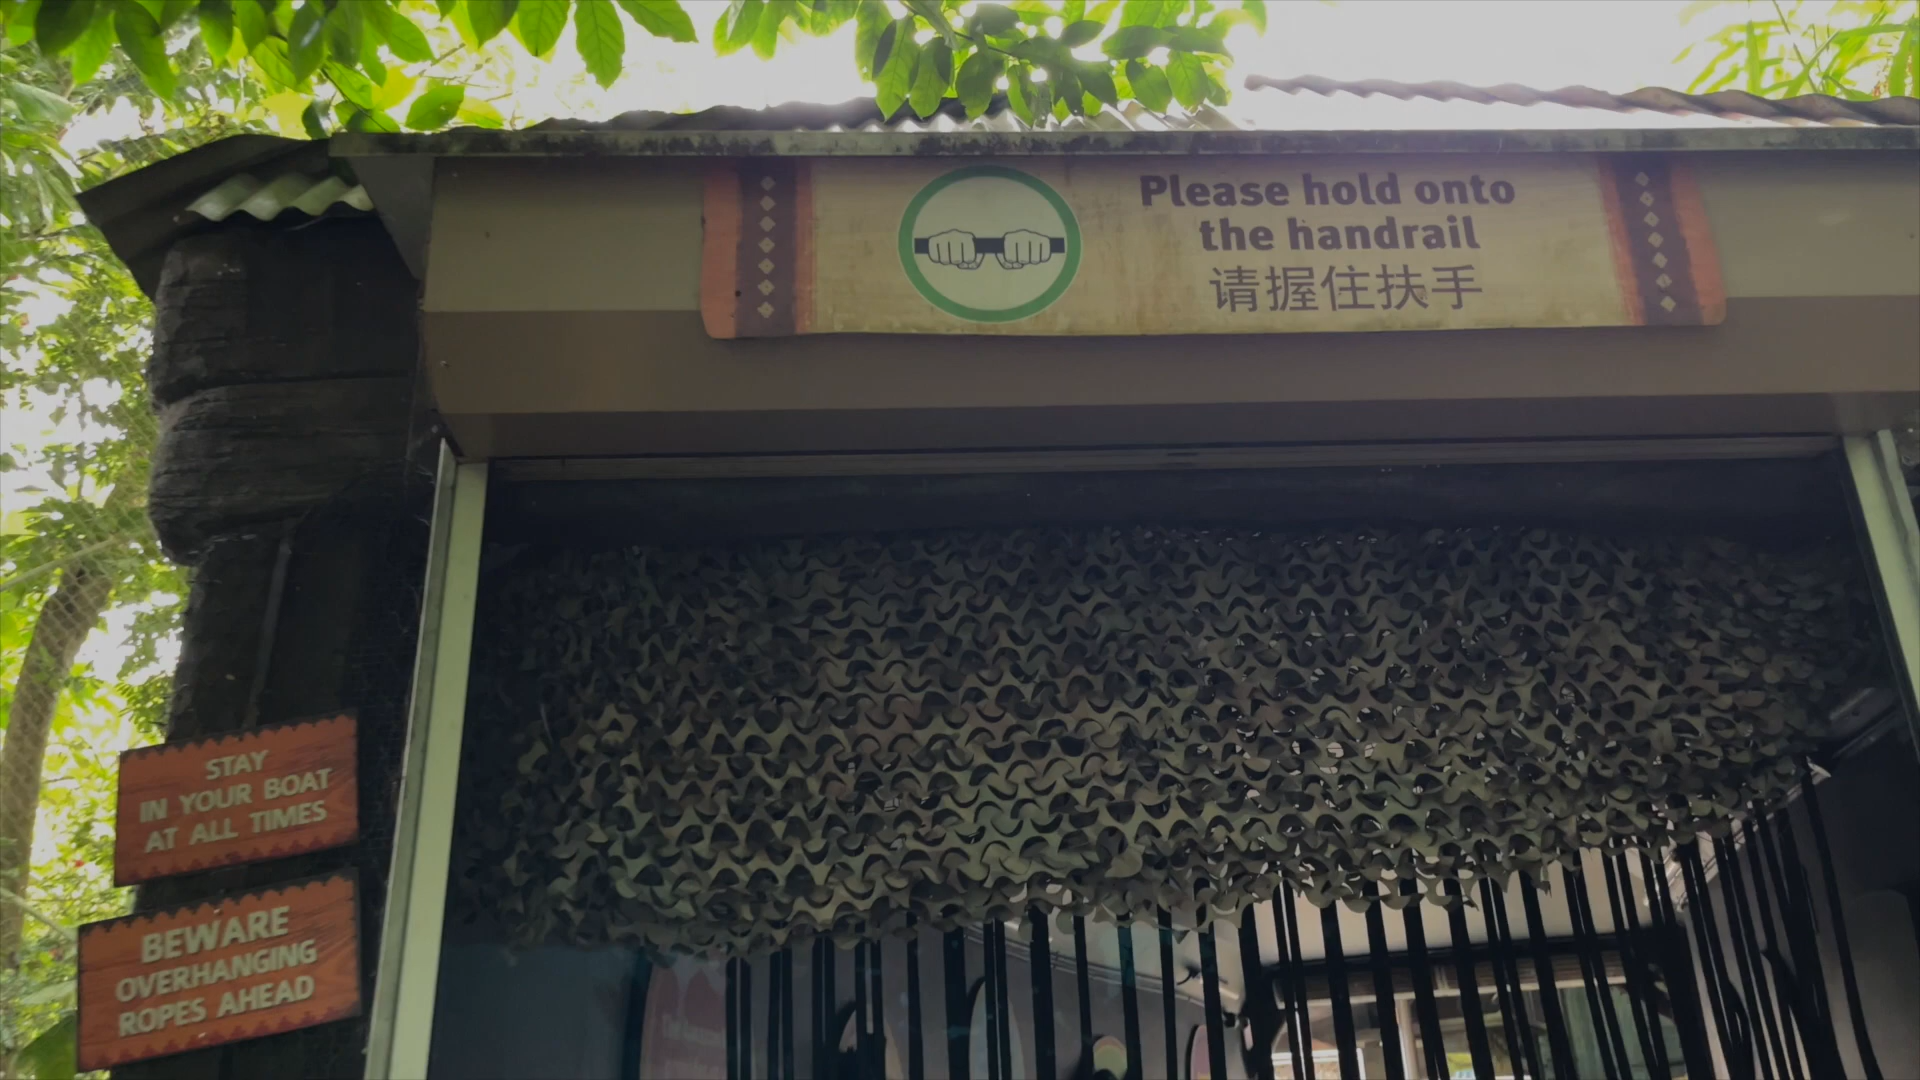 Please hold onto
the handrail
请握住扶手
STAY
IN YOUR BOAT
AT ALL TIMES
BEWARE
OVERHANGING
ROPES AHEAD